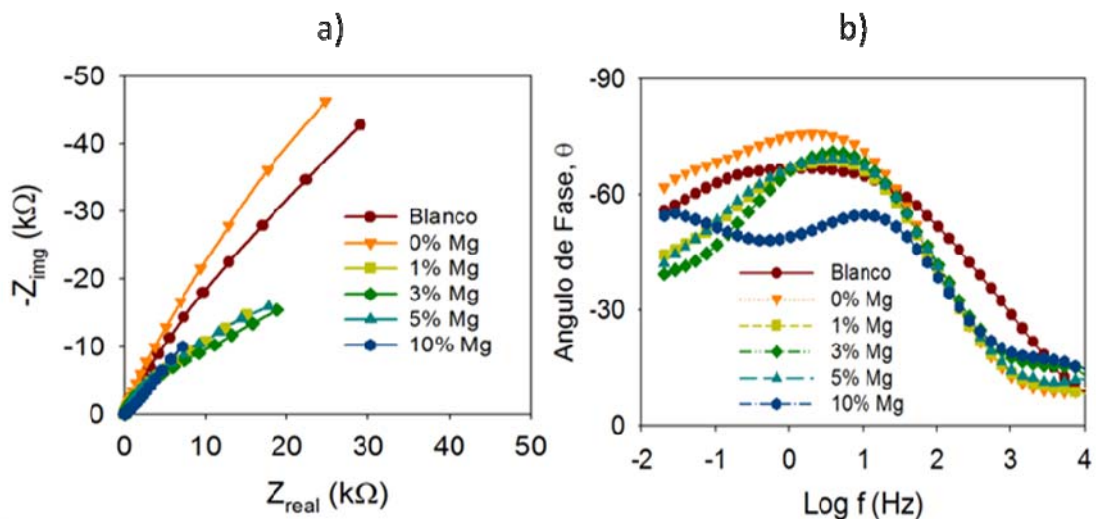 a)
-Z_img (kΩ)
-50
-40
-30
-20
-10
0
0 10 20 30 40 50
Z_real (kΩ)
Blanco
0% Mg
1% Mg
3% Mg
5% Mg
10% Mg
b)
Angulo de Fase, θ
-90
-60
-30
0
-2 -1 0 1 2 3 4
Log f (Hz)
Blanco
0% Mg
1% Mg
3% Mg
5% Mg
10% Mg